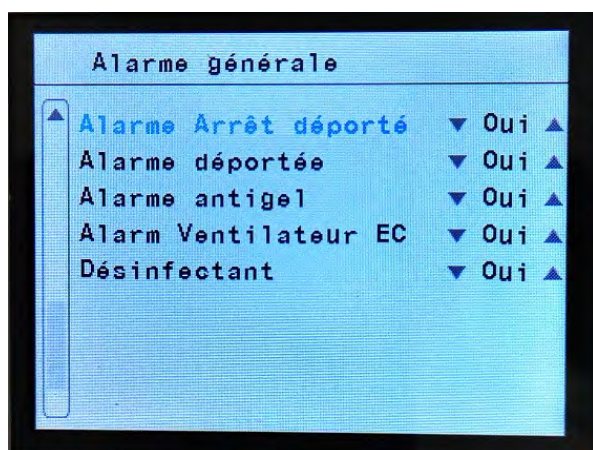 Alarme générale
Alarme Arrêt déporté ▼ Oui ▲
Alarme déportée ▼ Oui ▲
Alarme antigel ▼ Oui ▲
Alarm Ventilateur EC ▼ Oui ▲
Désinfectant ▼ Oui ▲